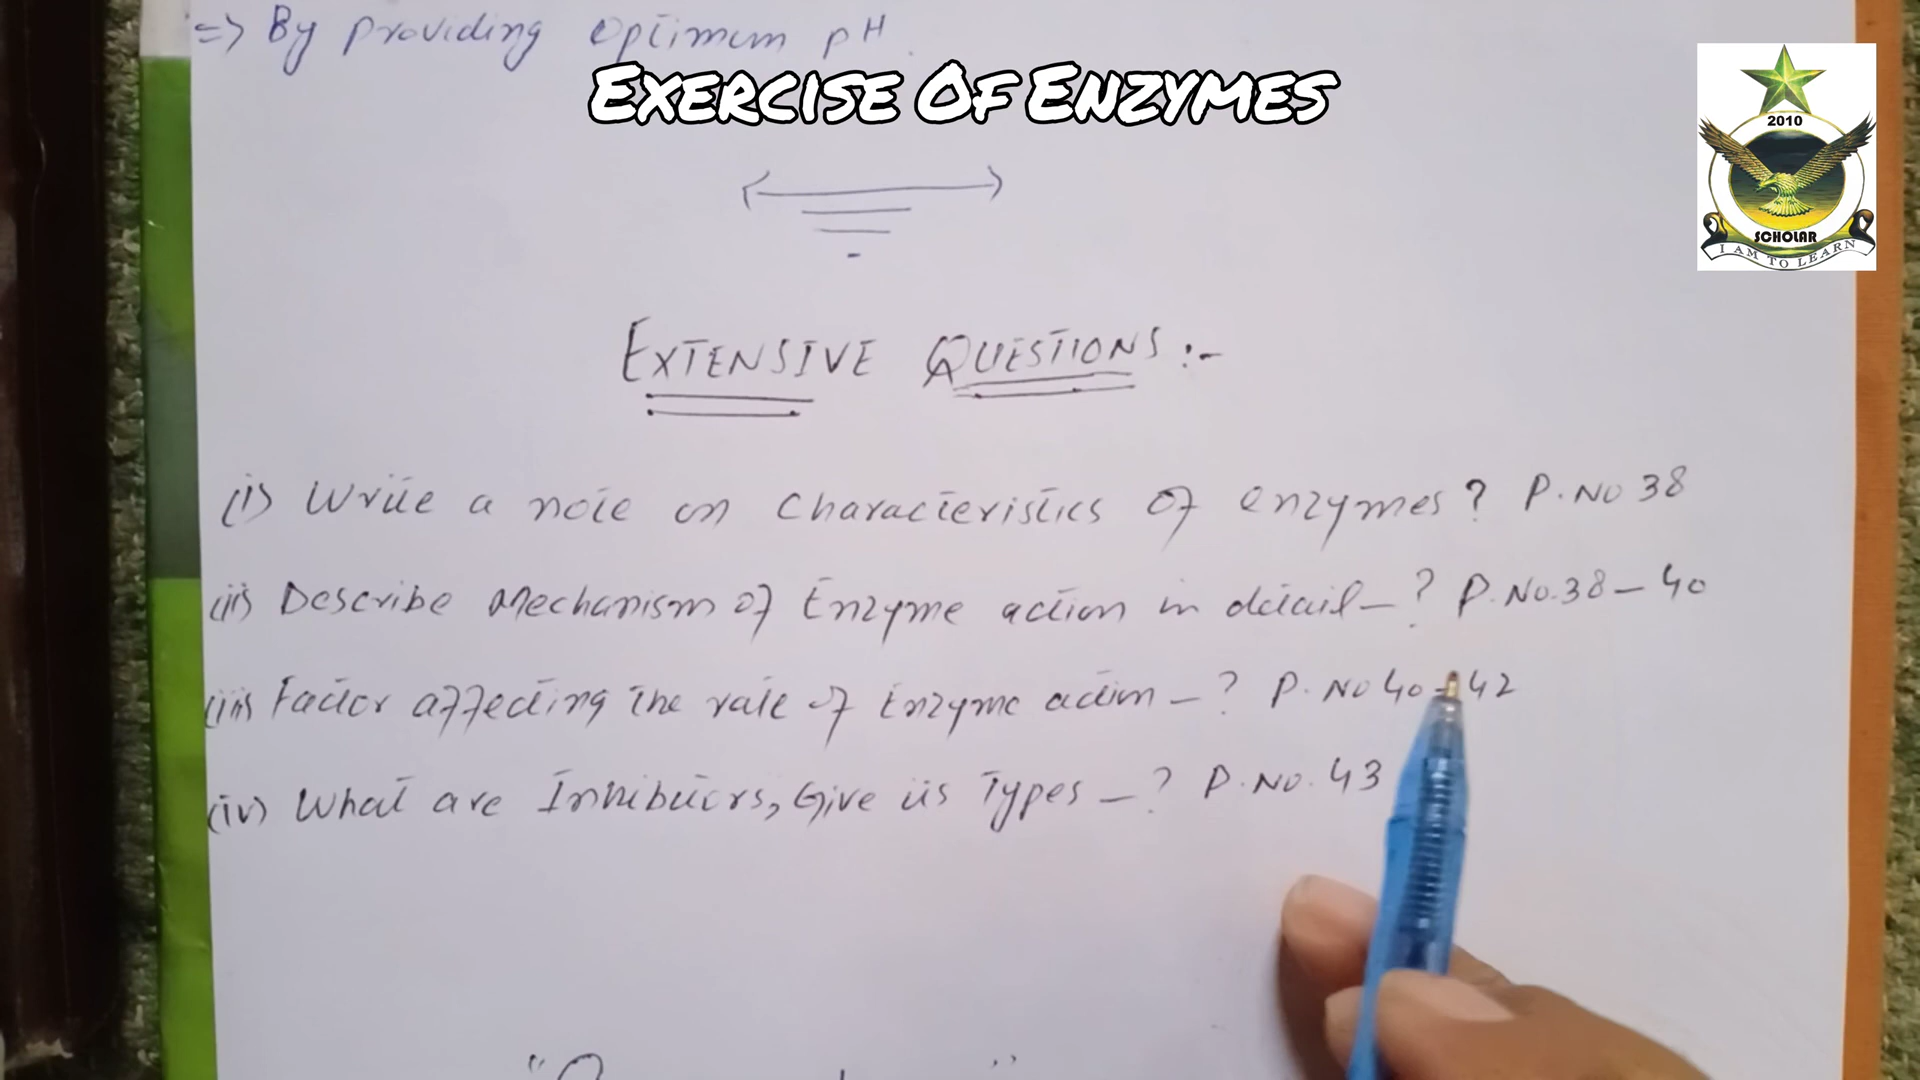 => By providing optimum pH.
EXERCISE OF ENZYMES
2010
SCHOLAR
I AM TO LEARN
EXTENSIVE QUESTIONS :-
(i) Write a note on characteristics of enzymes? P.No 38
(ii) Describe Mechanism of Enzyme action in detail _? P.No.38 - 40
(iii) Factor affecting the rate of Enzyme action _? P.No 40 - 42
(iv) What are Inhibitors, Give its Types _? P.No. 43